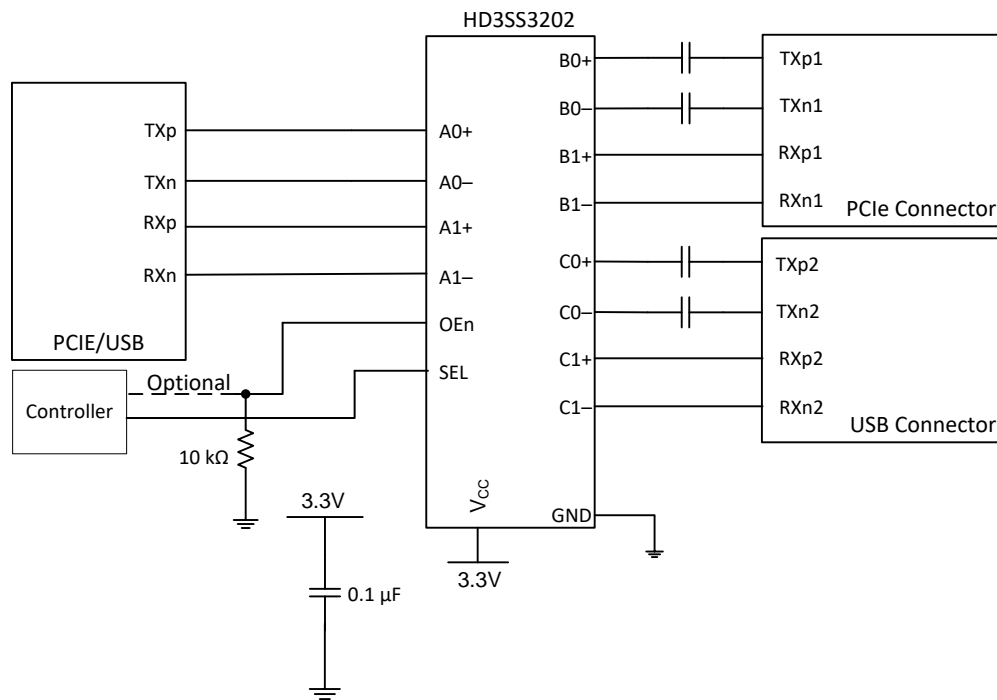 HD3SS3202
TXp
TXn
RXp
RXn
PCIE/USB
A0+
A0–
A1+
A1–
OEn
SEL
B0+
B0–
B1+
B1–
C0+
C0–
C1+
C1–
VCC
GND
TXp1
TXn1
RXp1
RXn1
PCIe Connector
TXp2
TXn2
RXp2
RXn2
USB Connector
Controller
Optional
10 kΩ
3.3V
0.1 µF
3.3V